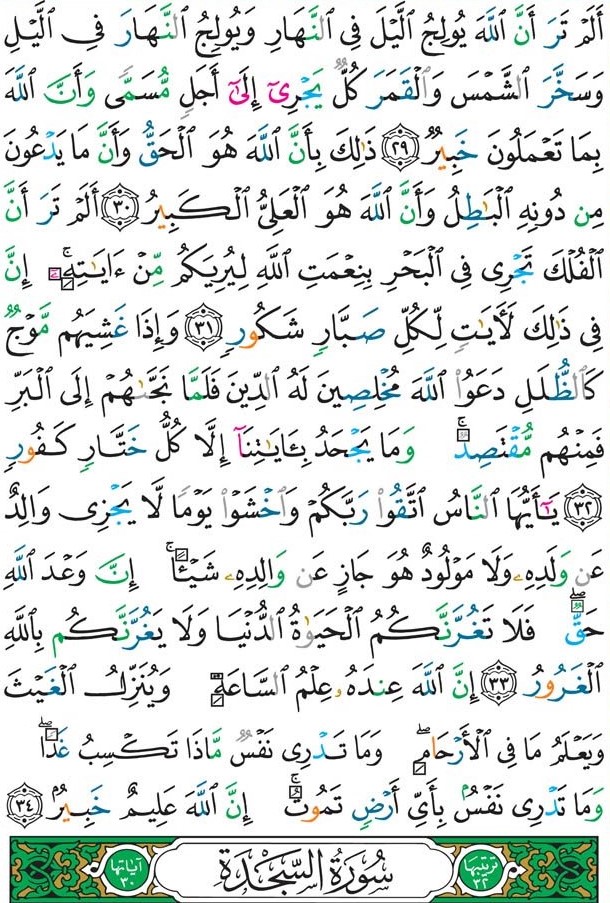 أَلَمْ تَرَ أَنَّ ٱللَّهَ يُولِجُ ٱلَّيْلَ فِى ٱلنَّهَارِ وَيُولِجُ ٱلنَّهَارَ فِى ٱلَّيْلِ
وَسَخَّرَ ٱلشَّمْسَ وَٱلْقَمَرَ كُلٌّ يَجْرِىٓ إِلَىٰٓ أَجَلٍ مُّسَمًّى وَأَنَّ ٱللَّهَ
بِمَا تَعْمَلُونَ خَبِيرٌ ٢٩ ذَٰلِكَ بِأَنَّ ٱللَّهَ هُوَ ٱلْحَقُّ وَأَنَّ مَا يَدْعُونَ
مِن دُونِهِ ٱلْبَٰطِلُ وَأَنَّ ٱللَّهَ هُوَ ٱلْعَلِىُّ ٱلْكَبِيرُ ٣٠ أَلَمْ تَرَ أَنَّ
ٱلْفُلْكَ تَجْرِى فِى ٱلْبَحْرِ بِنِعْمَتِ ٱللَّهِ لِيُرِيَكُم مِّنْ ءَايَٰتِهِۦٓ ۚ إِنَّ
فِى ذَٰلِكَ لَءَايَٰتٍ لِّكُلِّ صَبَّارٍ شَكُورٍ ٣١ وَإِذَا غَشِيَهُم مَّوْجٌ
كَٱلظُّلَلِ دَعَوُا۟ ٱللَّهَ مُخْلِصِينَ لَهُ ٱلدِّينَ فَلَمَّا نَجَّىٰهُمْ إِلَى ٱلْبَرِّ
فَمِنْهُم مُّقْتَصِدٌ ۚ وَمَا يَجْحَدُ بِـَٔايَٰتِنَآ إِلَّا كُلُّ خَتَّارٍ كَفُورٍ
٣٢ يَٰٓأَيُّهَا ٱلنَّاسُ ٱتَّقُوا۟ رَبَّكُمْ وَٱخْشَوْا۟ يَوْمًا لَّا يَجْزِى وَالِدٌ
عَن وَلَدِهِۦ وَلَا مَوْلُودٌ هُوَ جَازٍ عَن وَالِدِهِۦ شَيْـًٔا ۚ إِنَّ وَعْدَ ٱللَّهِ
حَقٌّ ۖ فَلَا تَغُرَّنَّكُمُ ٱلْحَيَوٰةُ ٱلدُّنْيَا وَلَا يَغُرَّنَّكُم بِٱللَّهِ
ٱلْغَرُورُ ٣٣ إِنَّ ٱللَّهَ عِندَهُۥ عِلْمُ ٱلسَّاعَةِ وَيُنَزِّلُ ٱلْغَيْثَ
وَيَعْلَمُ مَا فِى ٱلْأَرْحَامِ ۖ وَمَا تَدْرِى نَفْسٌ مَّاذَا تَكْسِبُ غَدًا ۖ
وَمَا تَدْرِى نَفْسٌۢ بِأَىِّ أَرْضٍ تَمُوتُ ۚ إِنَّ ٱللَّهَ عَلِيمٌ خَبِيرٌۢ ٣٤
ترتيبها ٣٢ سُورَةُ السَّجْدَةِ آياتها ٣٠